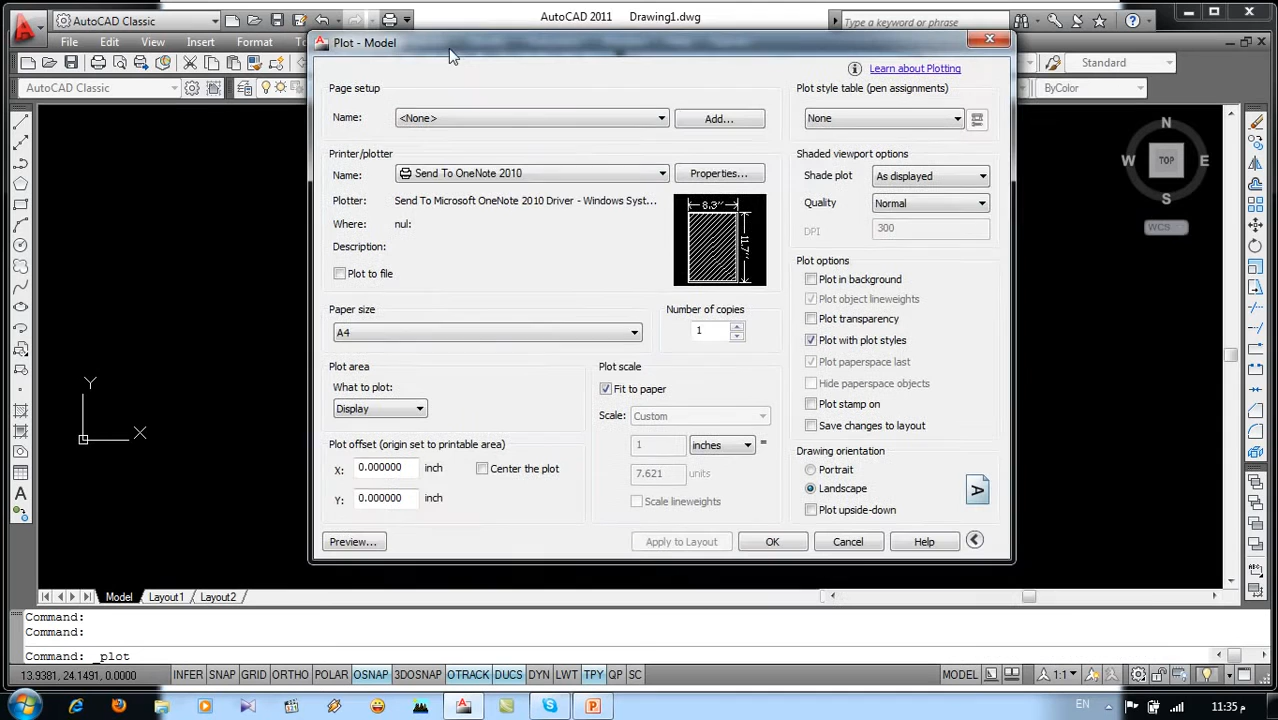 AutoCAD Classic
AutoCAD 2011 Drawing1.dwg
Type a keyword or phrase
File Edit View Insert Format
Plot - Model
Standard
AutoCAD Classic
ByColor
Learn about Plotting
Page setup
Name: <None> Add...
Plot style table (pen assignments)
None
Printer/plotter
Name: Send To OneNote 2010 Properties...
Plotter: Send To Microsoft OneNote 2010 Driver - Windows Syst...
Where: nul:
Description:
Plot to file
8.3''
11.7''
Shaded viewport options
Shade plot As displayed
Quality Normal
DPI 300
Paper size
A4
Number of copies
1
Plot options
Plot in background
Plot object lineweights
Plot transparency
Plot with plot styles
Plot paperspace last
Hide paperspace objects
Plot stamp on
Save changes to layout
Plot area
What to plot:
Display
Plot scale
Fit to paper
Scale: Custom
1 inches =
7.621 units
Scale lineweights
Plot offset (origin set to printable area)
X: 0.000000 inch Center the plot
Y: 0.000000 inch
Drawing orientation
Portrait
Landscape
A
Plot upside-down
Preview... Apply to Layout OK Cancel Help
N
W TOP E
S
WCS
Y
X
Model Layout1 Layout2
Command:
Command:
Command: _plot
13.9381, 24.1491, 0.0000 INFER SNAP GRID ORTHO POLAR OSNAP 3DOSNAP OTRACK DUCS DYN LWT TPY QP SC MODEL 1:1
EN 11:35 م